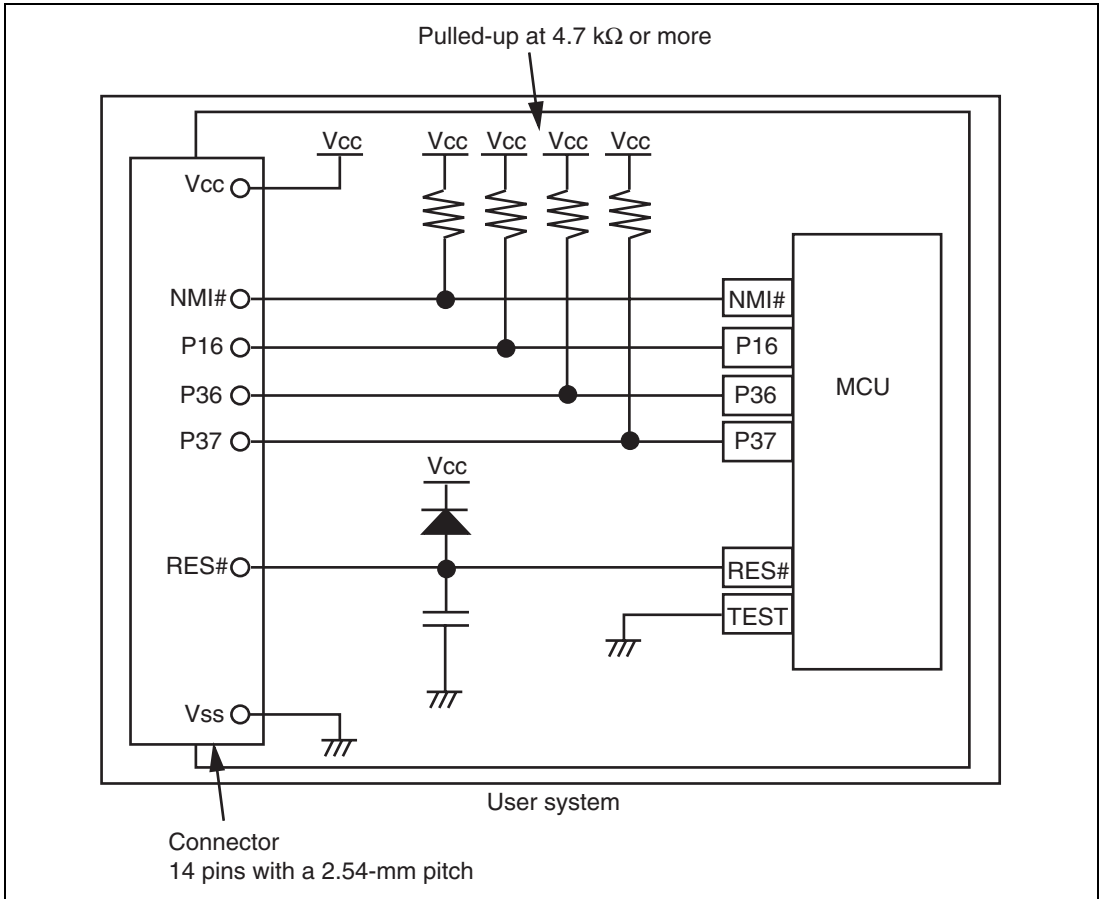 Pulled-up at 4.7 kΩ or more
Vcc
Vcc
Vcc
Vcc
Vcc
Vcc
NMI#
NMI#
P16
P16
P36
P36
MCU
P37
P37
Vcc
RES#
RES#
TEST
Vss
User system
Connector
14 pins with a 2.54-mm pitch